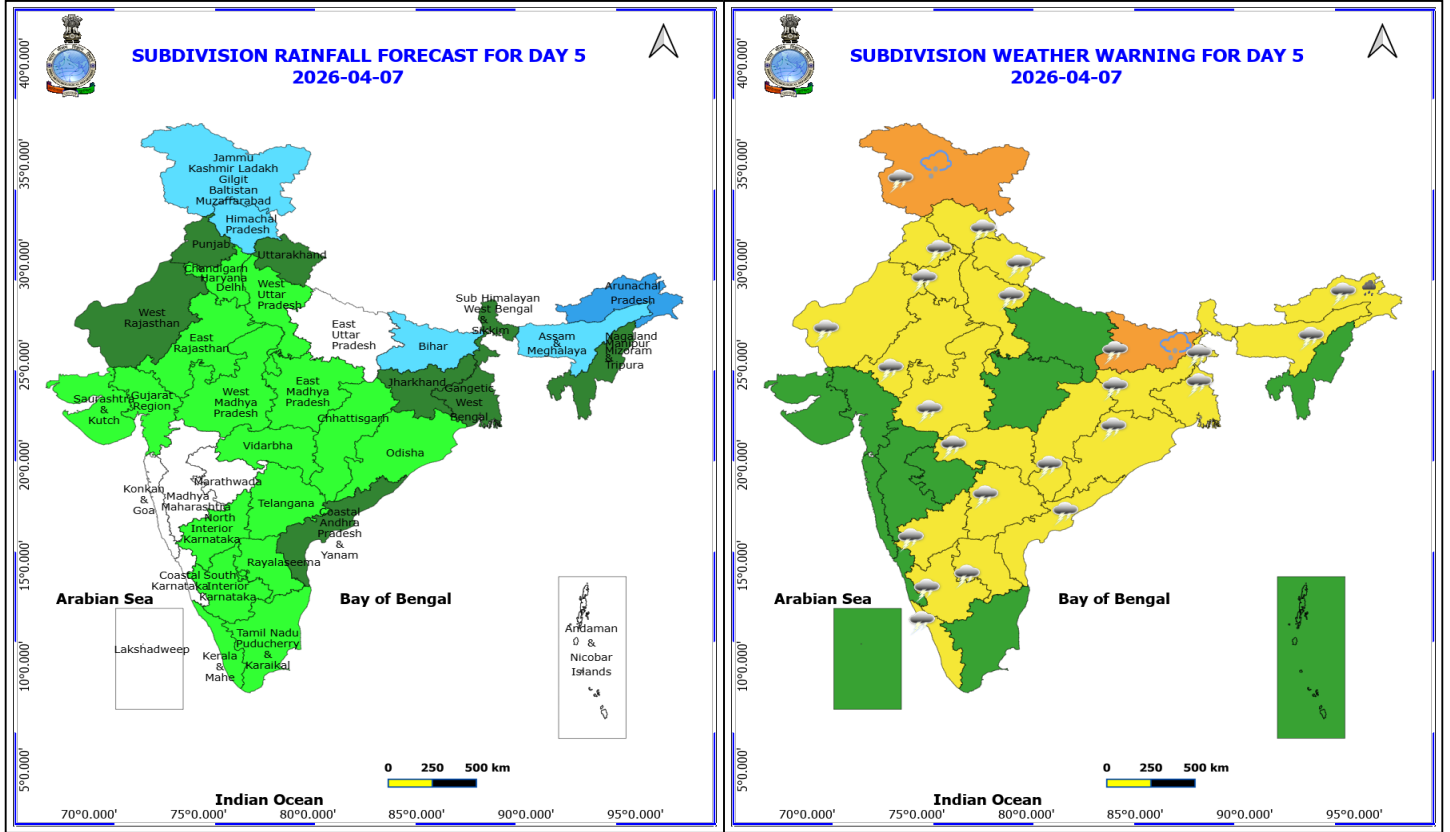 SUBDIVISION RAINFALL FORECAST FOR DAY 5
2026-04-07
40°0.000'
35°0.000'
30°0.000'
25°0.000'
20°0.000'
15°0.000'
10°0.000'
5°0.000'
Jammu
Kashmir Ladakh
Gilgit
Baltistan
Muzaffarabad
Himachal
Pradesh
Punjab
Uttarakhand
Chandigarh
Haryana
Delhi
West
Uttar
Pradesh
West
Rajasthan
East
Rajasthan
East
Uttar
Pradesh
Bihar
Sub Himalayan
West Bengal
&
Sikkim
Arunachal
Pradesh
Assam
&
Meghalaya
Nagaland
Manipur
Mizoram
&
Tripura
Saurashtra
&
Kutch
Gujarat
Region
West
Madhya
Pradesh
East
Madhya
Pradesh
Jharkhand
Gangetic
West
Bengal
Chhattisgarh
Vidarbha
Odisha
Konkan
&
Goa
Madhya
Maharashtra
Marathwada
North
Interior
Karnataka
Telangana
Coastal
Andhra
Pradesh
&
Yanam
Rayalaseema
Coastal
Karnataka
South
Interior
Karnataka
Tamil Nadu
Puducherry
&
Karaikal
Kerala
&
Mahe
Arabian Sea
Bay of Bengal
Lakshadweep
Andaman
&
Nicobar
Islands
0 250 500 km
Indian Ocean
70°0.000' 75°0.000' 80°0.000' 85°0.000' 90°0.000' 95°0.000'
SUBDIVISION WEATHER WARNING FOR DAY 5
2026-04-07
40°0.000'
35°0.000'
30°0.000'
25°0.000'
20°0.000'
15°0.000'
10°0.000'
5°0.000'
Arabian Sea
Bay of Bengal
0 250 500 km
Indian Ocean
70°0.000' 75°0.000' 80°0.000' 85°0.000' 90°0.000' 95°0.000'